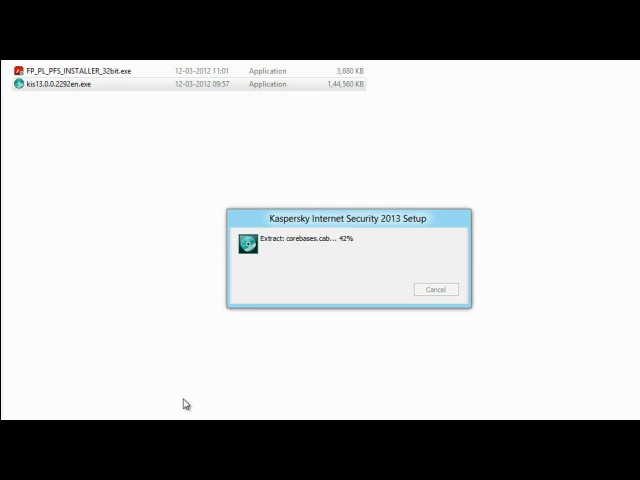 FP_PL_PFS_INSTALLER_32bit.exe 12-03-2012 11:01 Application 3,680 KB
kis13.0.0.2292en.exe 12-03-2012 09:57 Application 1,44,560 KB
Kaspersky Internet Security 2013 Setup
Extract: corebases.cab... 42%
Cancel